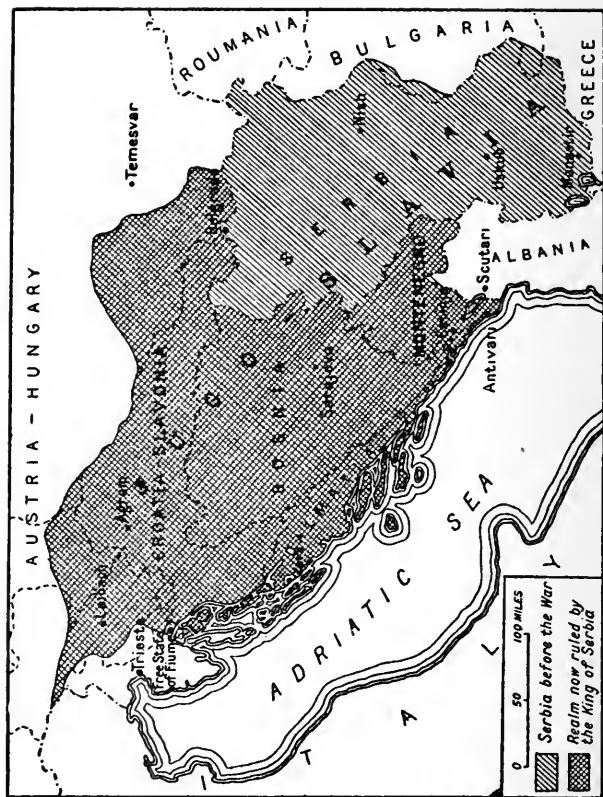 AUSTRIA – HUNGARY
Temesvar
ROUMANIA
BULGARIA
Laibach
Agram
CROATIA-SLAVONIA
Trieste
Free State
of Fiume
BOSNIA
SERBIA
SLAVIA
Nish
MONTENEGRO
Uskub
Monastir
GREECE
ALBANIA
Scutari
Antivari
ADRIATIC SEA
ITALY
0 50 100 MILES
Serbia before the War
Realm now ruled by
the King of Serbia